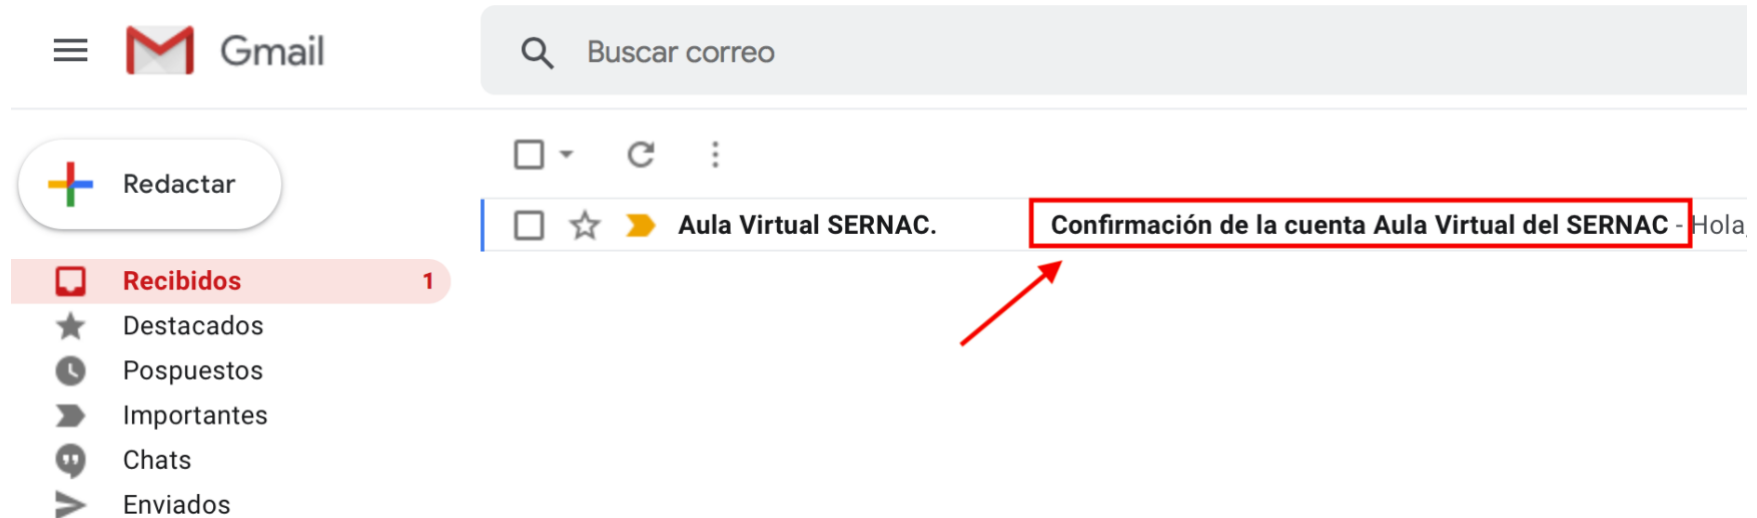 Gmail
Buscar correo
Redactar
Aula Virtual SERNAC. Confirmación de la cuenta Aula Virtual del SERNAC - Hola,
Recibidos 1
Destacados
Pospuestos
Importantes
Chats
Enviados